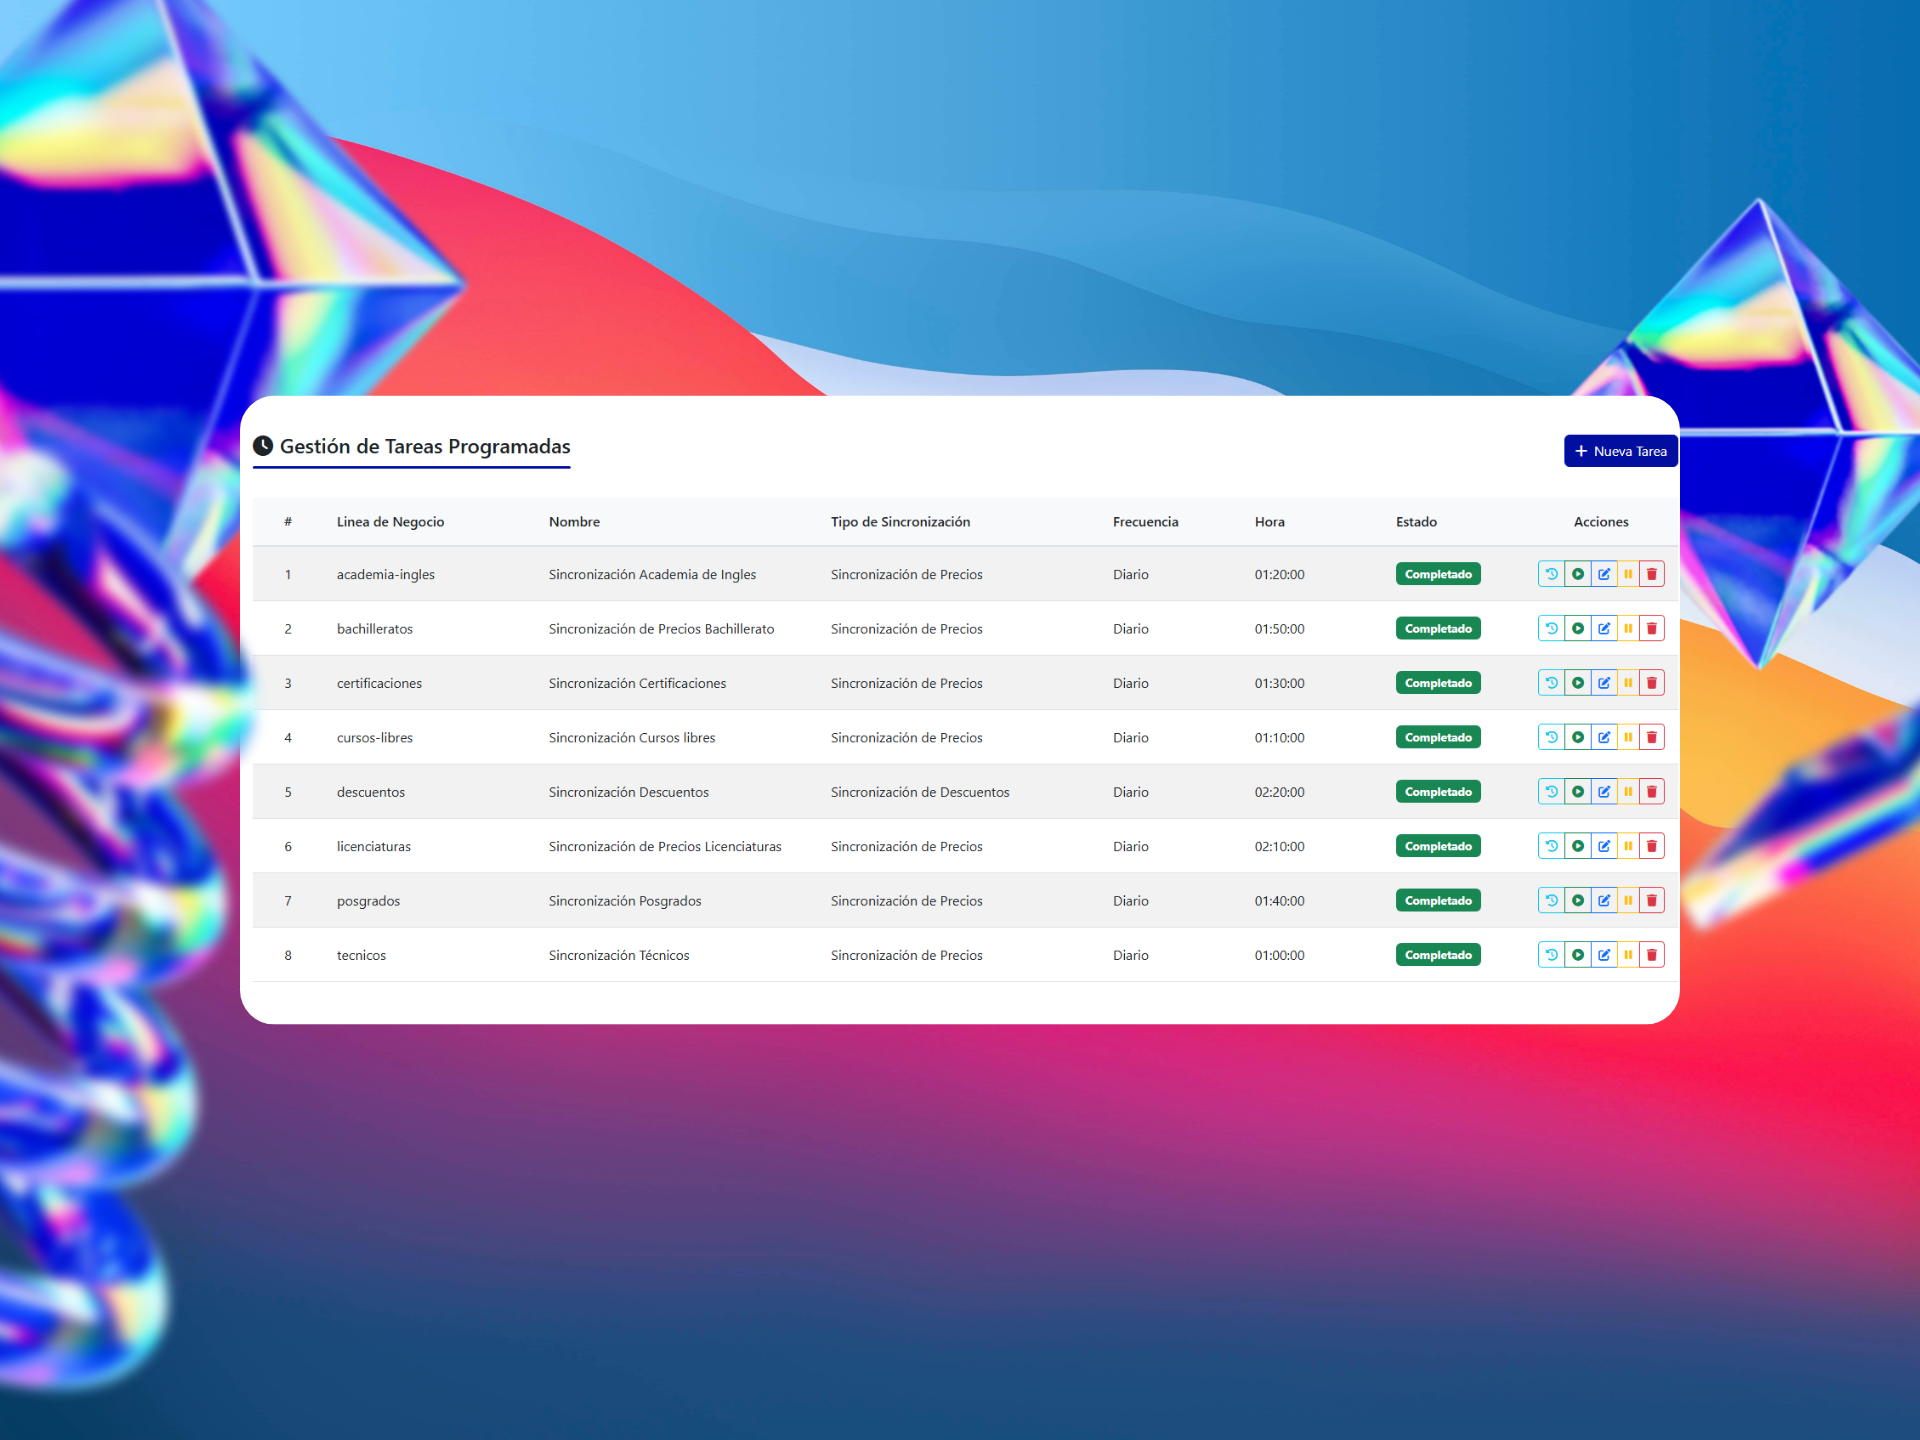 Gestión de Tareas Programadas
Nueva Tarea
# Linea de Negocio Nombre Tipo de Sincronización Frecuencia Hora Estado Acciones
1 academia-ingles Sincronización Academia de Ingles Sincronización de Precios Diario 01:20:00 Completado
2 bachilleratos Sincronización de Precios Bachillerato Sincronización de Precios Diario 01:50:00 Completado
3 certificaciones Sincronización Certificaciones Sincronización de Precios Diario 01:30:00 Completado
4 cursos-libres Sincronización Cursos libres Sincronización de Precios Diario 01:10:00 Completado
5 descuentos Sincronización Descuentos Sincronización de Descuentos Diario 02:20:00 Completado
6 licenciaturas Sincronización de Precios Licenciaturas Sincronización de Precios Diario 02:10:00 Completado
7 posgrados Sincronización Posgrados Sincronización de Precios Diario 01:40:00 Completado
8 tecnicos Sincronización Técnicos Sincronización de Precios Diario 01:00:00 Completado